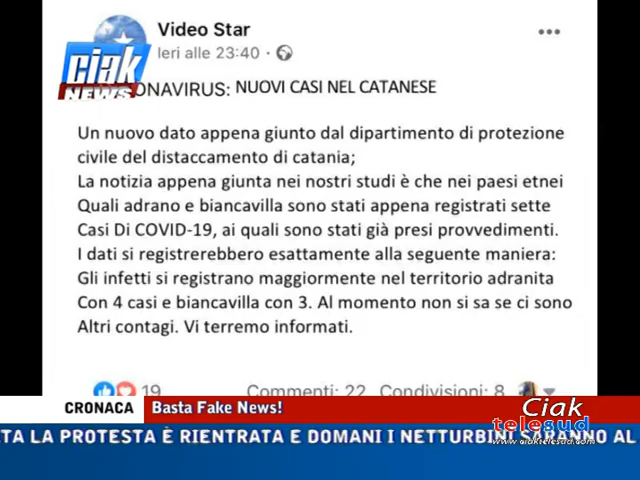 Video Star
Ieri alle 23:40
ciak
NEWS
ONAVIRUS: NUOVI CASI NEL CATANESE
Un nuovo dato appena giunto dal dipartimento di protezione
civile del distaccamento di catania;
La notizia appena giunta nei nostri studi è che nei paesi etnei
Quali adrano e biancavilla sono stati appena registrati sette
Casi Di COVID-19, ai quali sono stati già presi provvedimenti.
I dati si registrerebbero esattamente alla seguente maniera:
Gli infetti si registrano maggiormente nel territorio adranita
Con 4 casi e biancavilla con 3. Al momento non si sa se ci sono
Altri contagi. Vi terremo informati.
19 Commenti: 22 Condivisioni: 8
CRONACA Basta Fake News!
Ciak
telesud
www.ciaktelesud.com
TA LA PROTESTA È RIENTRATA E DOMANI I NETTURBINI SARANNO AL